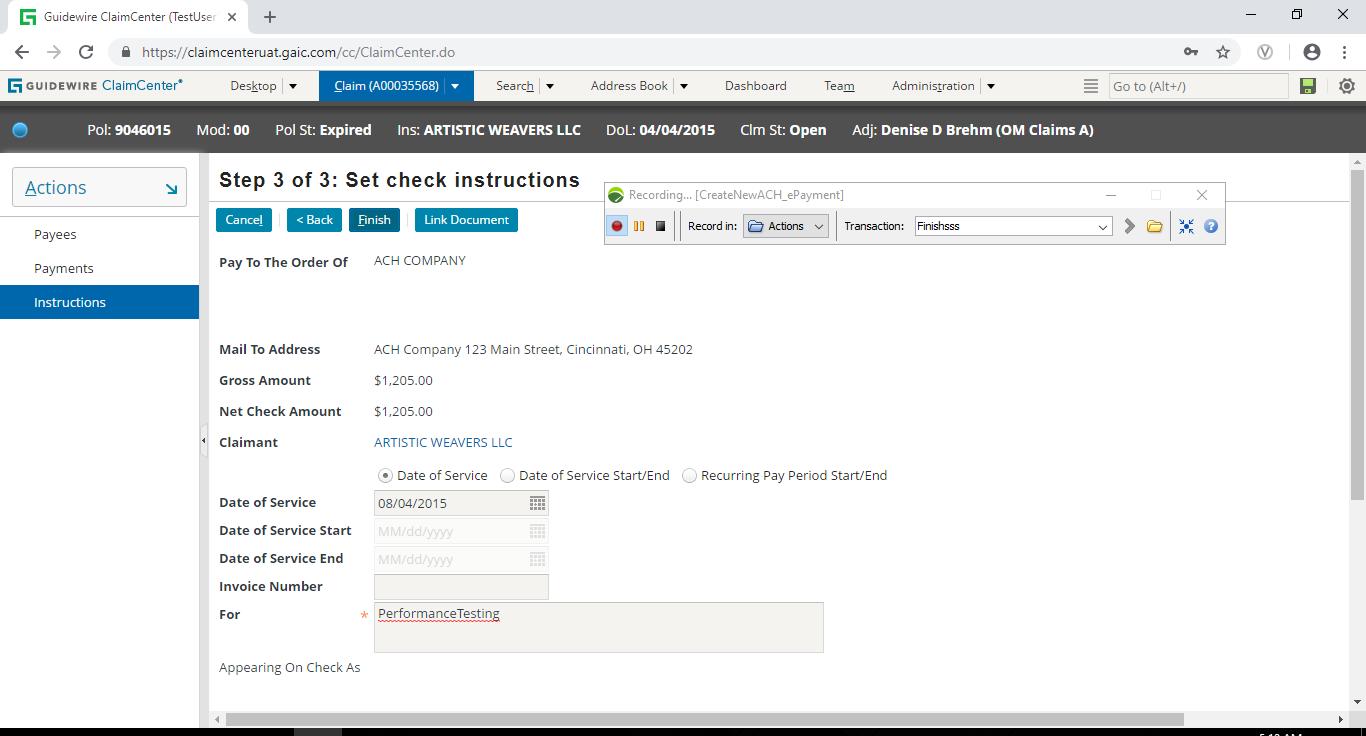 Guidewire ClaimCenter (TestUser
https://claimcenteruat.gaic.com/cc/ClaimCenter.do
GUIDEWIRE ClaimCenter® Desktop Claim (A00035568) Search Address Book Dashboard Team Administration Go to (Alt+/)
Pol: 9046015 Mod: 00 Pol St: Expired Ins: ARTISTIC WEAVERS LLC DoL: 04/04/2015 Clm St: Open Adj: Denise D Brehm (OM Claims A)
Actions
Payees
Payments
Instructions
Step 3 of 3: Set check instructions
Cancel < Back Finish Link Document
Recording... [CreateNewACH_ePayment]
Record in: Actions Transaction: Finishsss
Pay To The Order Of ACH COMPANY
Mail To Address ACH Company 123 Main Street, Cincinnati, OH 45202
Gross Amount $1,205.00
Net Check Amount $1,205.00
Claimant ARTISTIC WEAVERS LLC
Date of Service Date of Service Start/End Recurring Pay Period Start/End
Date of Service 08/04/2015
Date of Service Start MM/dd/yyyy
Date of Service End MM/dd/yyyy
Invoice Number
For * PerformanceTesting
Appearing On Check As